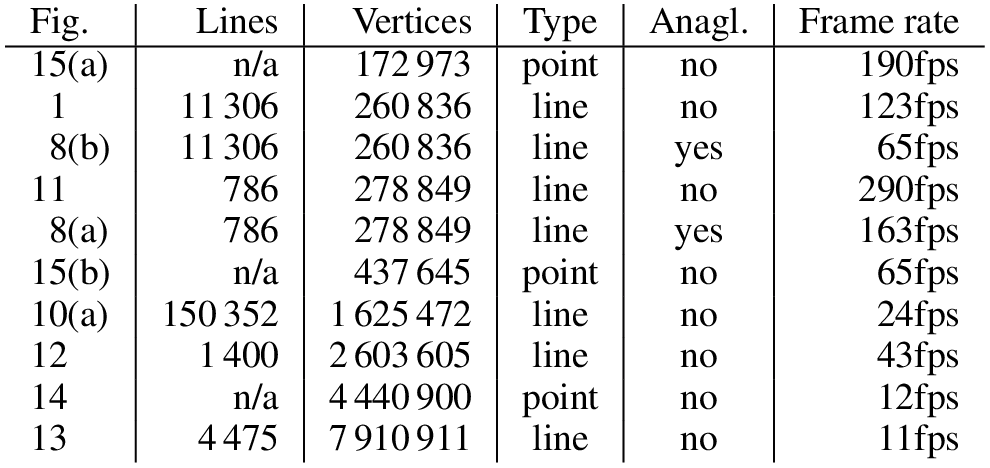 Fig. Lines Vertices Type Anagl. Frame rate
15(a) n/a 172 973 point no 190fps
1 11 306 260 836 line no 123fps
8(b) 11 306 260 836 line yes 65fps
11 786 278 849 line no 290fps
8(a) 786 278 849 line yes 163fps
15(b) n/a 437 645 point no 65fps
10(a) 150 352 1 625 472 line no 24fps
12 1 400 2 603 605 line no 43fps
14 n/a 4 440 900 point no 12fps
13 4 475 7 910 911 line no 11fps